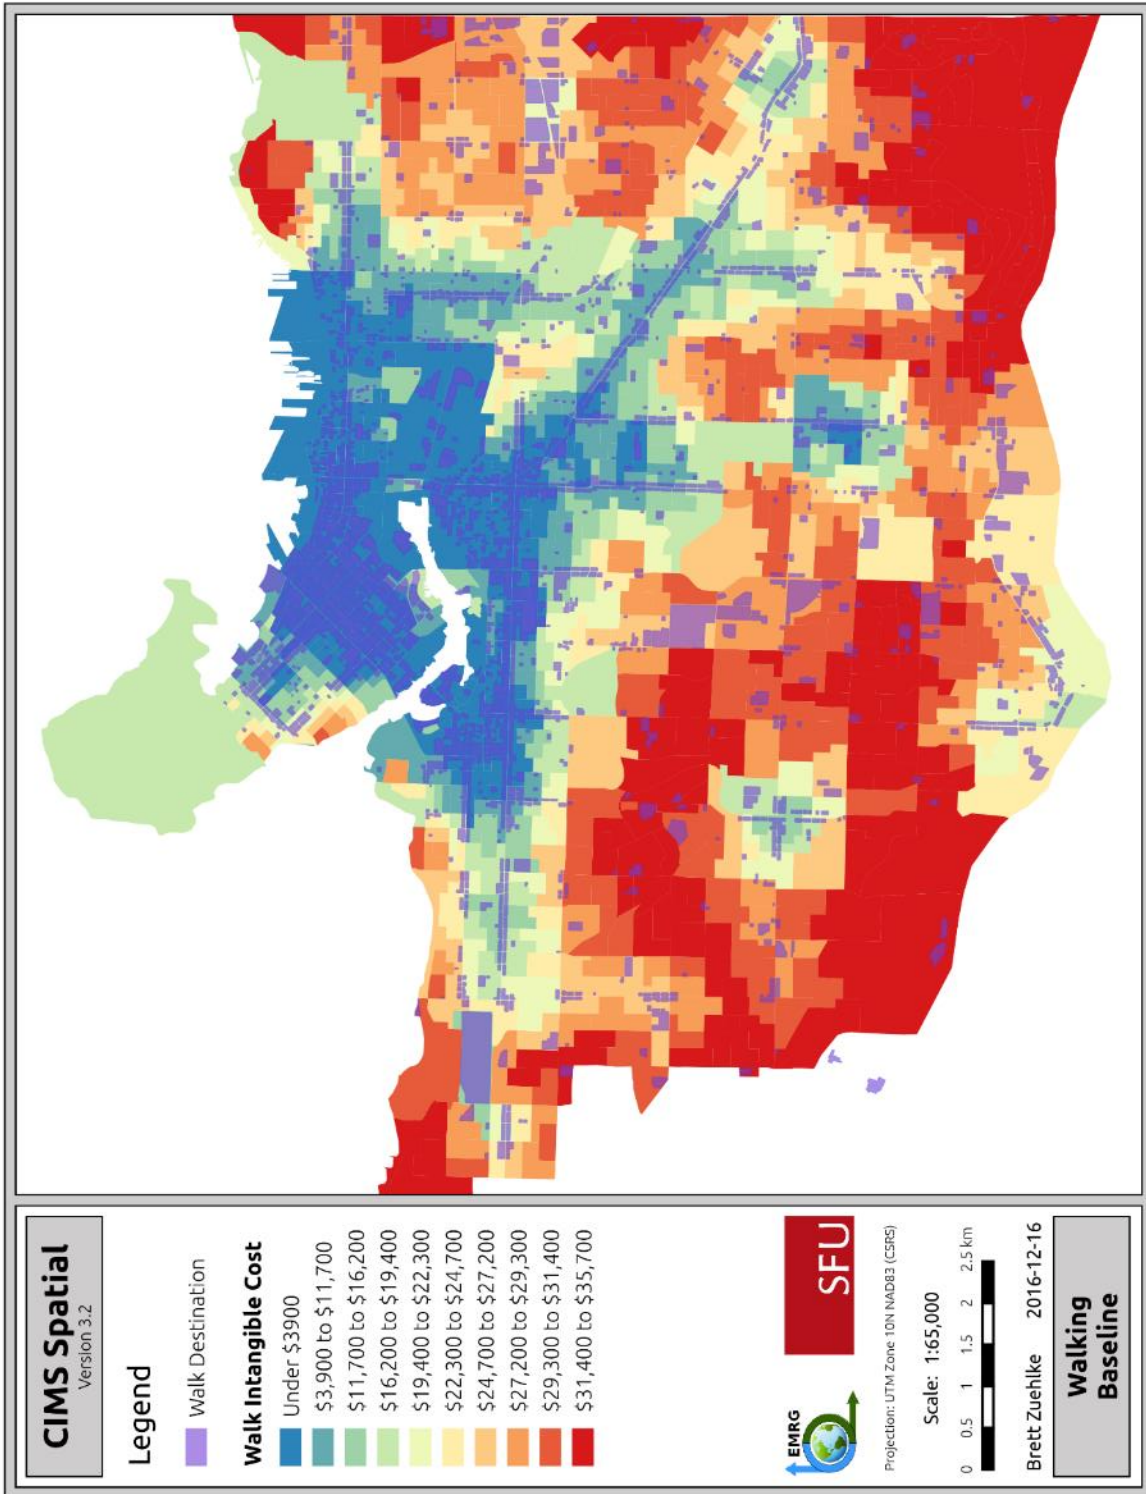 CIMS Spatial
Version 3.2
Legend
Walk Destination
Walk Intangible Cost
Under $3900
$3,900 to $11,700
$11,700 to $16,200
$16,200 to $19,400
$19,400 to $22,300
$22,300 to $24,700
$24,700 to $27,200
$27,200 to $29,300
$29,300 to $31,400
$31,400 to $35,700
EMRG
SFU
Projection: UTM Zone 10N NAD83 (CSRS)
Scale: 1:65,000
0 0.5 1 1.5 2 2.5 km
Brett Zuehlke 2016-12-16
Walking
Baseline